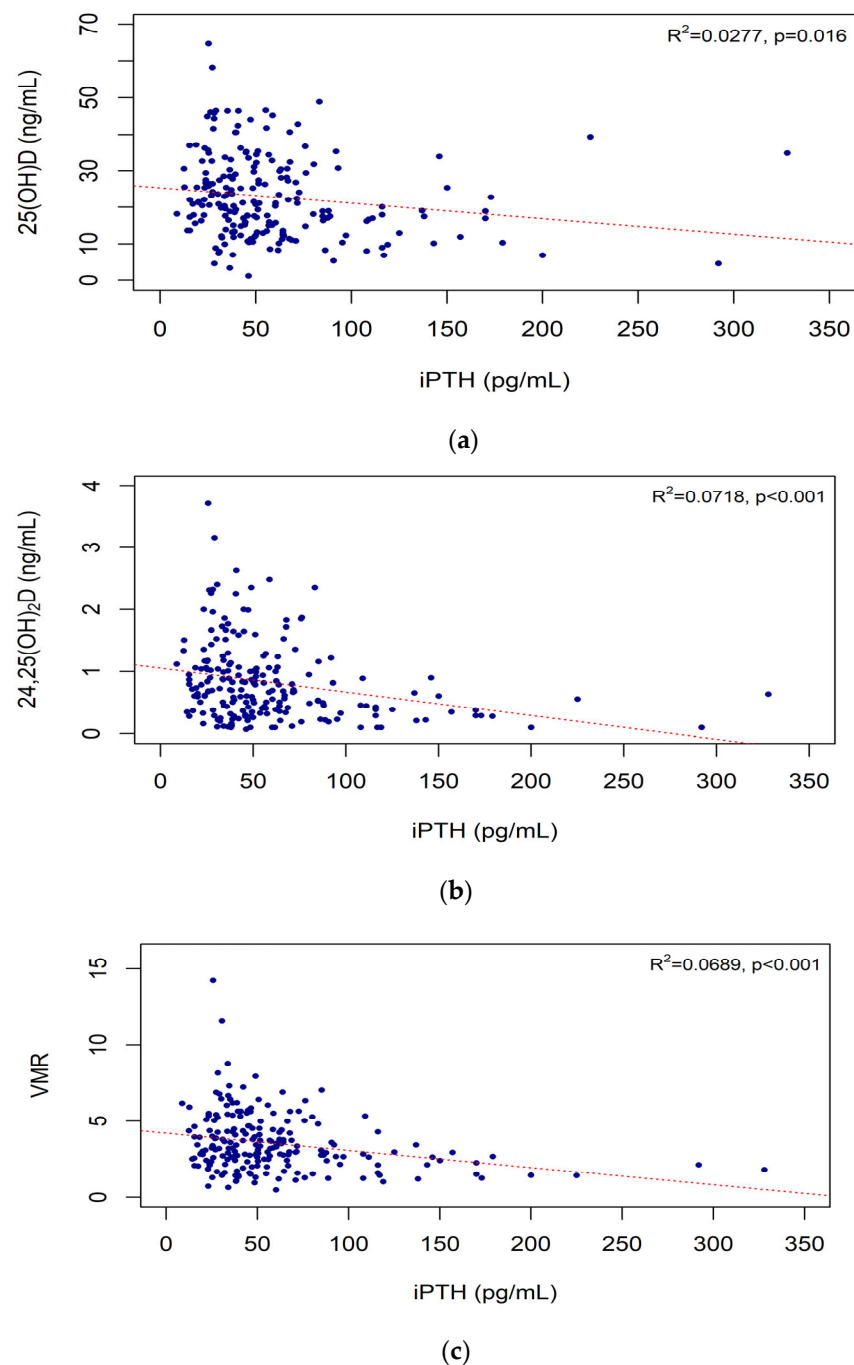 R²=0.0277, p=0.016
25(OH)D (ng/mL)
70
50
30
10
0
0 50 100 150 200 250 300 350
iPTH (pg/mL)
(a)
R²=0.0718, p<0.001
24,25(OH)₂D (ng/mL)
4
3
2
1
0
0 50 100 150 200 250 300 350
iPTH (pg/mL)
(b)
R²=0.0689, p<0.001
VMR
15
10
5
0
0 50 100 150 200 250 300 350
iPTH (pg/mL)
(c)